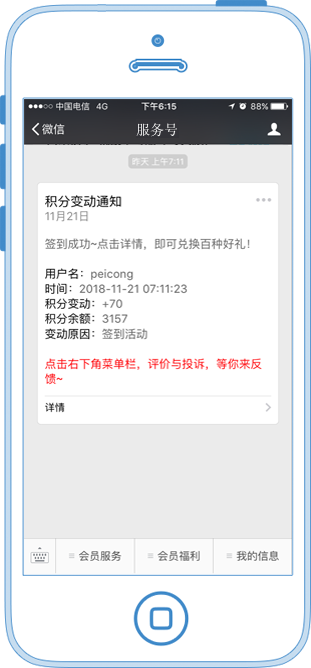 中国电信 4G 下午6:15 88%
微信 服务号
昨天 上午7:11
积分变动通知
11月21日
签到成功~点击详情，即可兑换百种好礼！
用户名：peicong
时间：2018-11-21 07:11:23
积分变动：+70
积分余额：3157
变动原因：签到活动
点击右下角菜单栏，评价与投诉，等你来反
馈~
详情
会员服务 会员福利 我的信息